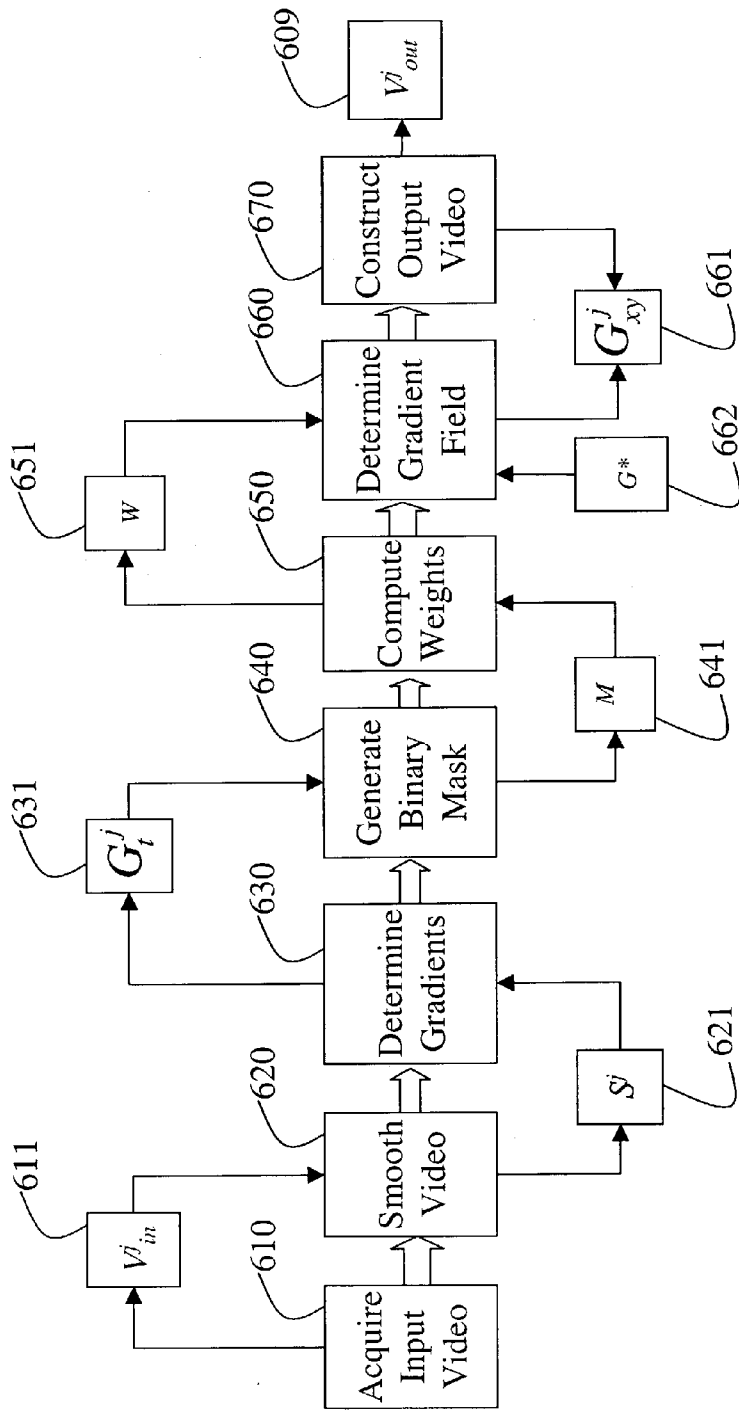 611
V^j_in
610
Acquire
Input
Video
620
Smooth
Video
S^j
621
631
G^j_t
630
Determine
Gradients
640
Generate
Binary
Mask
M
641
651
W
650
Compute
Weights
660
Determine
Gradient
Field
G*
662
G^j_xy
661
670
Construct
Output
Video
609
V^j_out